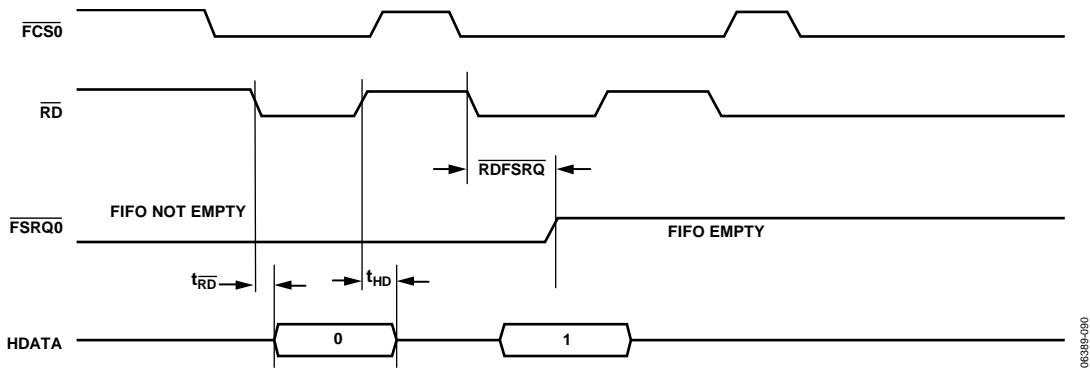 FCS0
RD
RDFSRQ
FIFO NOT EMPTY
FSRQ0
FIFO EMPTY
tRD
tHD
HDATA
0
1
06389-090